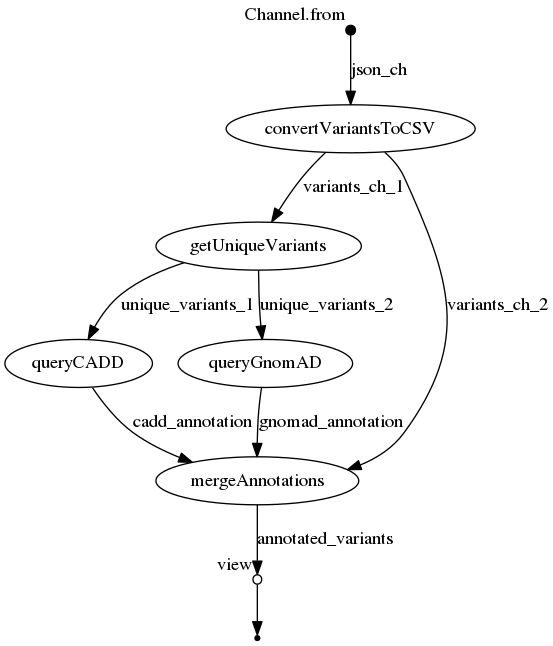 Channel.from
json_ch
convertVariantsToCSV
variants_ch_1
getUniqueVariants
unique_variants_1
unique_variants_2
variants_ch_2
queryCADD
queryGnomAD
cadd_annotation
gnomad_annotation
mergeAnnotations
annotated_variants
view